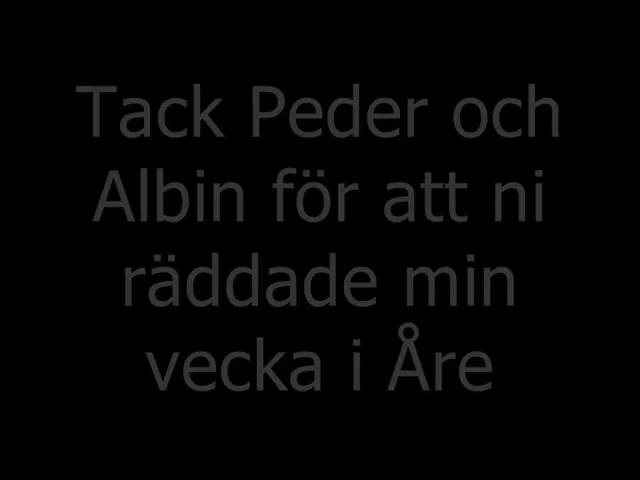 Tack Peder och
Albin för att ni
räddade min
vecka i Åre